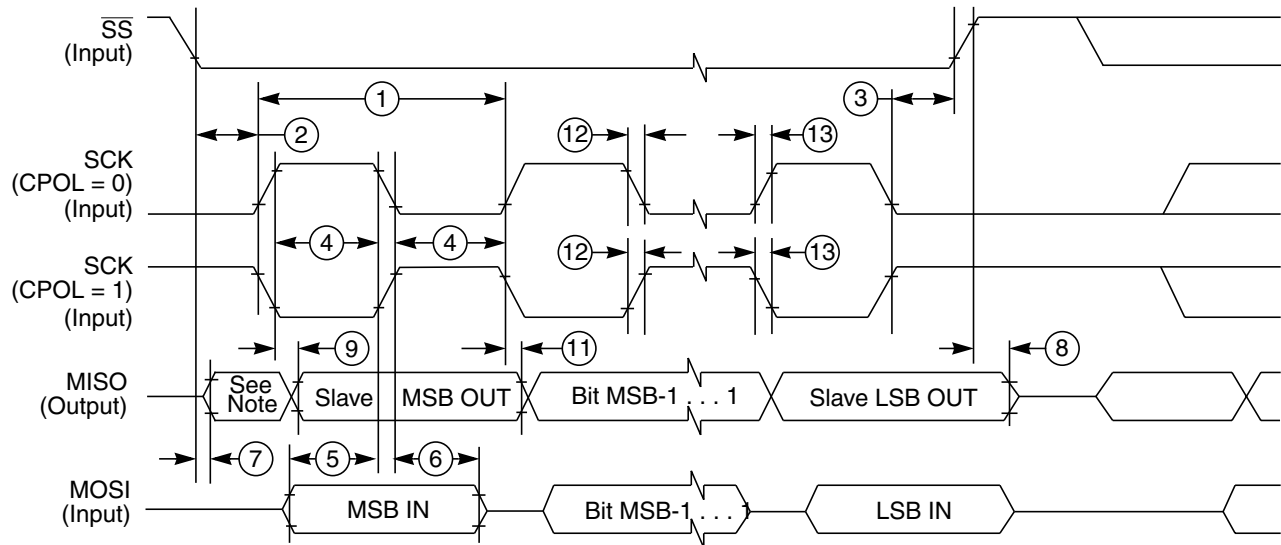 SS
(Input)
1
3
2
12
13
SCK
(CPOL = 0)
(Input)
4
4
12
13
SCK
(CPOL = 1)
(Input)
9
11
8
MISO
(Output)
See
Note
Slave
MSB OUT
Bit MSB-1 . . . 1
Slave LSB OUT
7
5
6
MOSI
(Input)
MSB IN
Bit MSB-1 . . . 1
LSB IN